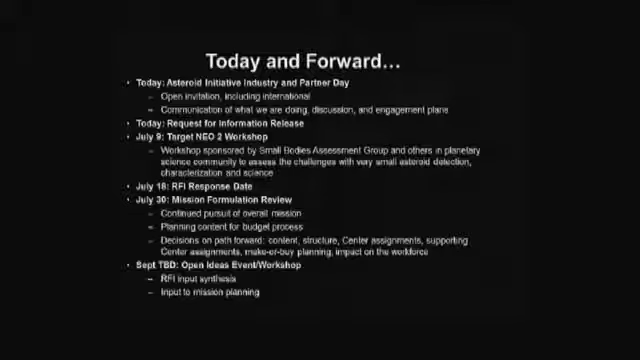 Today and Forward…
• Today: Asteroid Initiative Industry and Partner Day
– Open invitation, including international
– Communication of what we are doing, discussion, and engagement plans
• Today: Request for Information Release
• July 9: Target NEO 2 Workshop
– Workshop sponsored by Small Bodies Assessment Group and others in planetary
science community to assess the challenges with very small asteroid detection,
characterization and science
• July 18: RFI Response Date
• July 30: Mission Formulation Review
– Continued pursuit of overall mission
– Planning content for budget process
– Decisions on path forward: content, structure, Center assignments, supporting
Center assignments, make-or-buy planning, impact on the workforce
• Sept TBD: Open Ideas Event/Workshop
– RFI input synthesis
– Input to mission planning